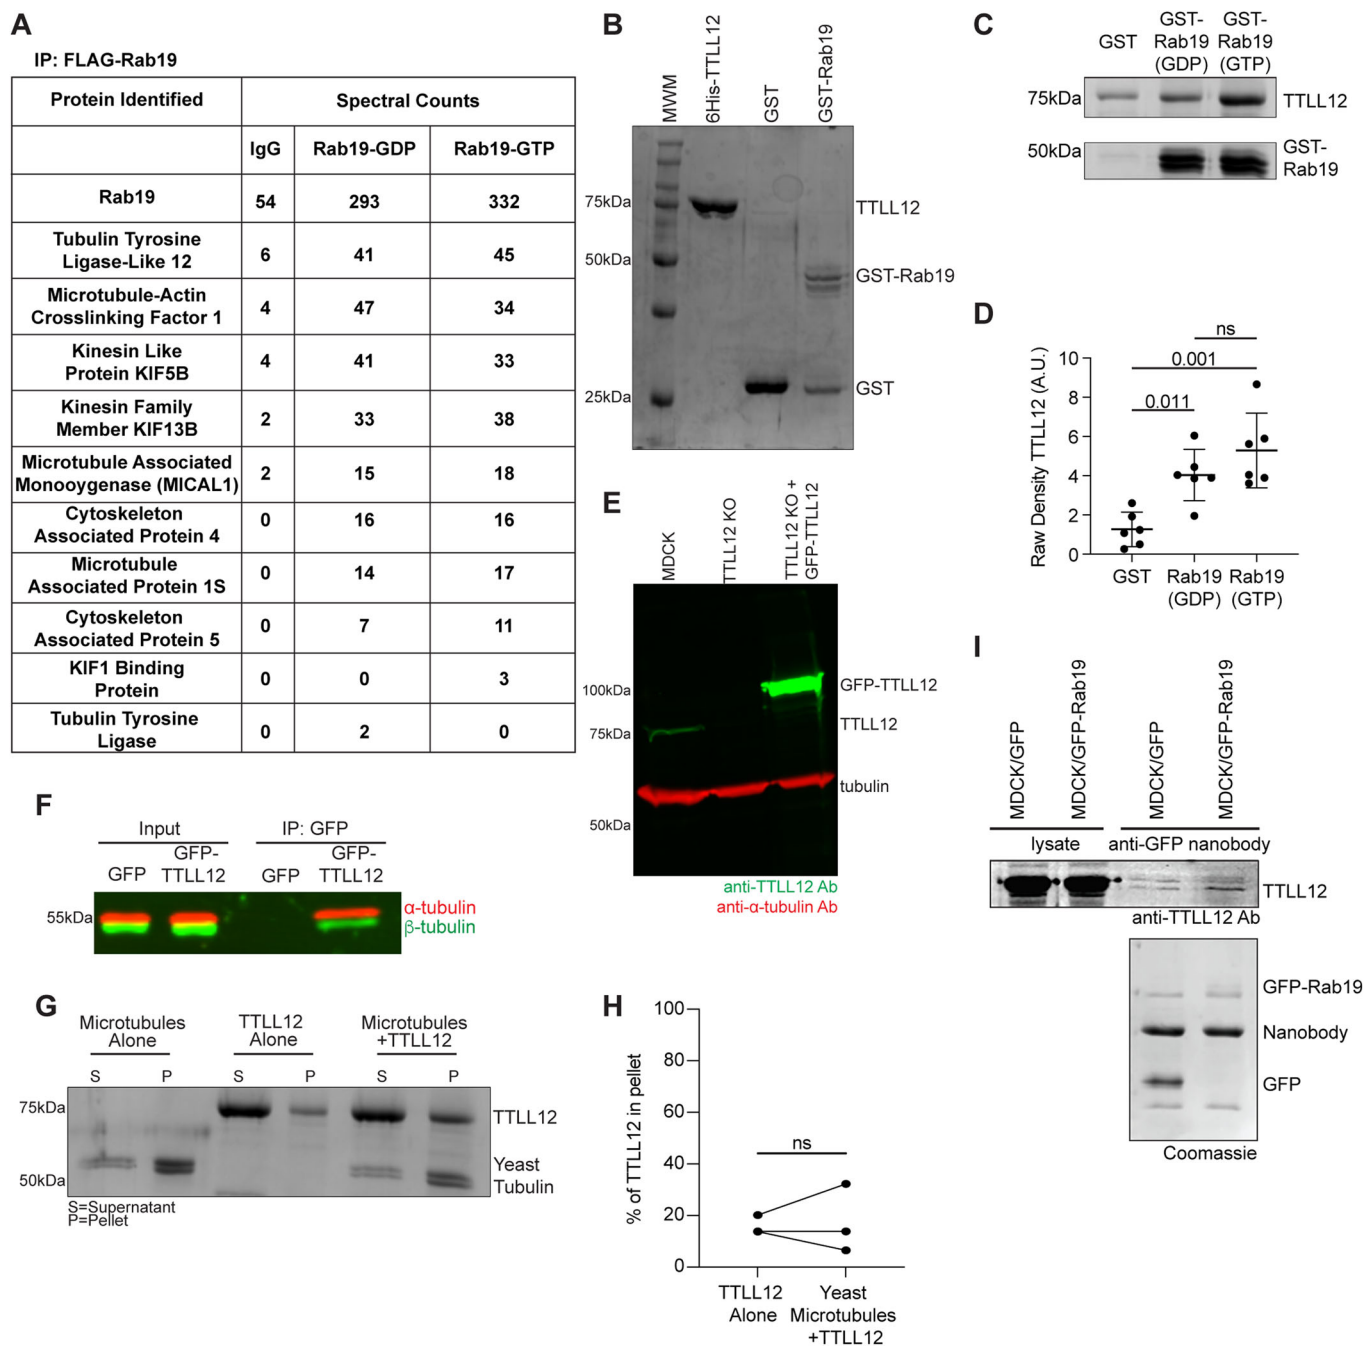 A
IP: FLAG-Rab19
Protein Identified
Spectral Counts
IgG Rab19-GDP Rab19-GTP
Rab19 54 293 332
Tubulin Tyrosine
Ligase-Like 12 6 41 45
Microtubule-Actin
Crosslinking Factor 1 4 47 34
Kinesin Like
Protein KIF5B 4 41 33
Kinesin Family
Member KIF13B 2 33 38
Microtubule Associated
Monooygenase (MICAL1) 2 15 18
Cytoskeleton
Associated Protein 4 0 16 16
Microtubule
Associated Protein 1S 0 14 17
Cytoskeleton
Associated Protein 5 0 7 11
KIF1 Binding
Protein 0 0 3
Tubulin Tyrosine
Ligase 0 2 0
B
MWM
6His-TTLL12
GST
GST-Rab19
75kDa
50kDa
25kDa
TTLL12
GST-Rab19
GST
C
GST
GST-
Rab19
(GDP)
GST-
Rab19
(GTP)
75kDa
TTLL12
50kDa
GST-
Rab19
D
Raw Density TTLL12 (A.U.)
10
8
6
4
2
0
ns
0.001
0.011
GST
Rab19
(GDP)
Rab19
(GTP)
E
MDCK
TTLL12 KO
TTLL12 KO +
GFP-TTLL12
100kDa
75kDa
50kDa
GFP-TTLL12
TTLL12
tubulin
anti-TTLL12 Ab
anti-α-tubulin Ab
F
Input
IP: GFP
GFP
GFP-
TTLL12
GFP
GFP-
TTLL12
55kDa
α-tubulin
β-tubulin
G
Microtubules
Alone
TTLL12
Alone
Microtubules
+TTLL12
S P S P S P
75kDa
50kDa
TTLL12
Yeast
Tubulin
S=Supernatant
P=Pellet
H
% of TTLL12 in pellet
100
80
60
40
20
0
ns
TTLL12
Alone
Yeast
Microtubules
+TTLL12
I
MDCK/GFP
MDCK/GFP-Rab19
MDCK/GFP
MDCK/GFP-Rab19
lysate
anti-GFP nanobody
TTLL12
anti-TTLL12 Ab
GFP-Rab19
Nanobody
GFP
Coomassie